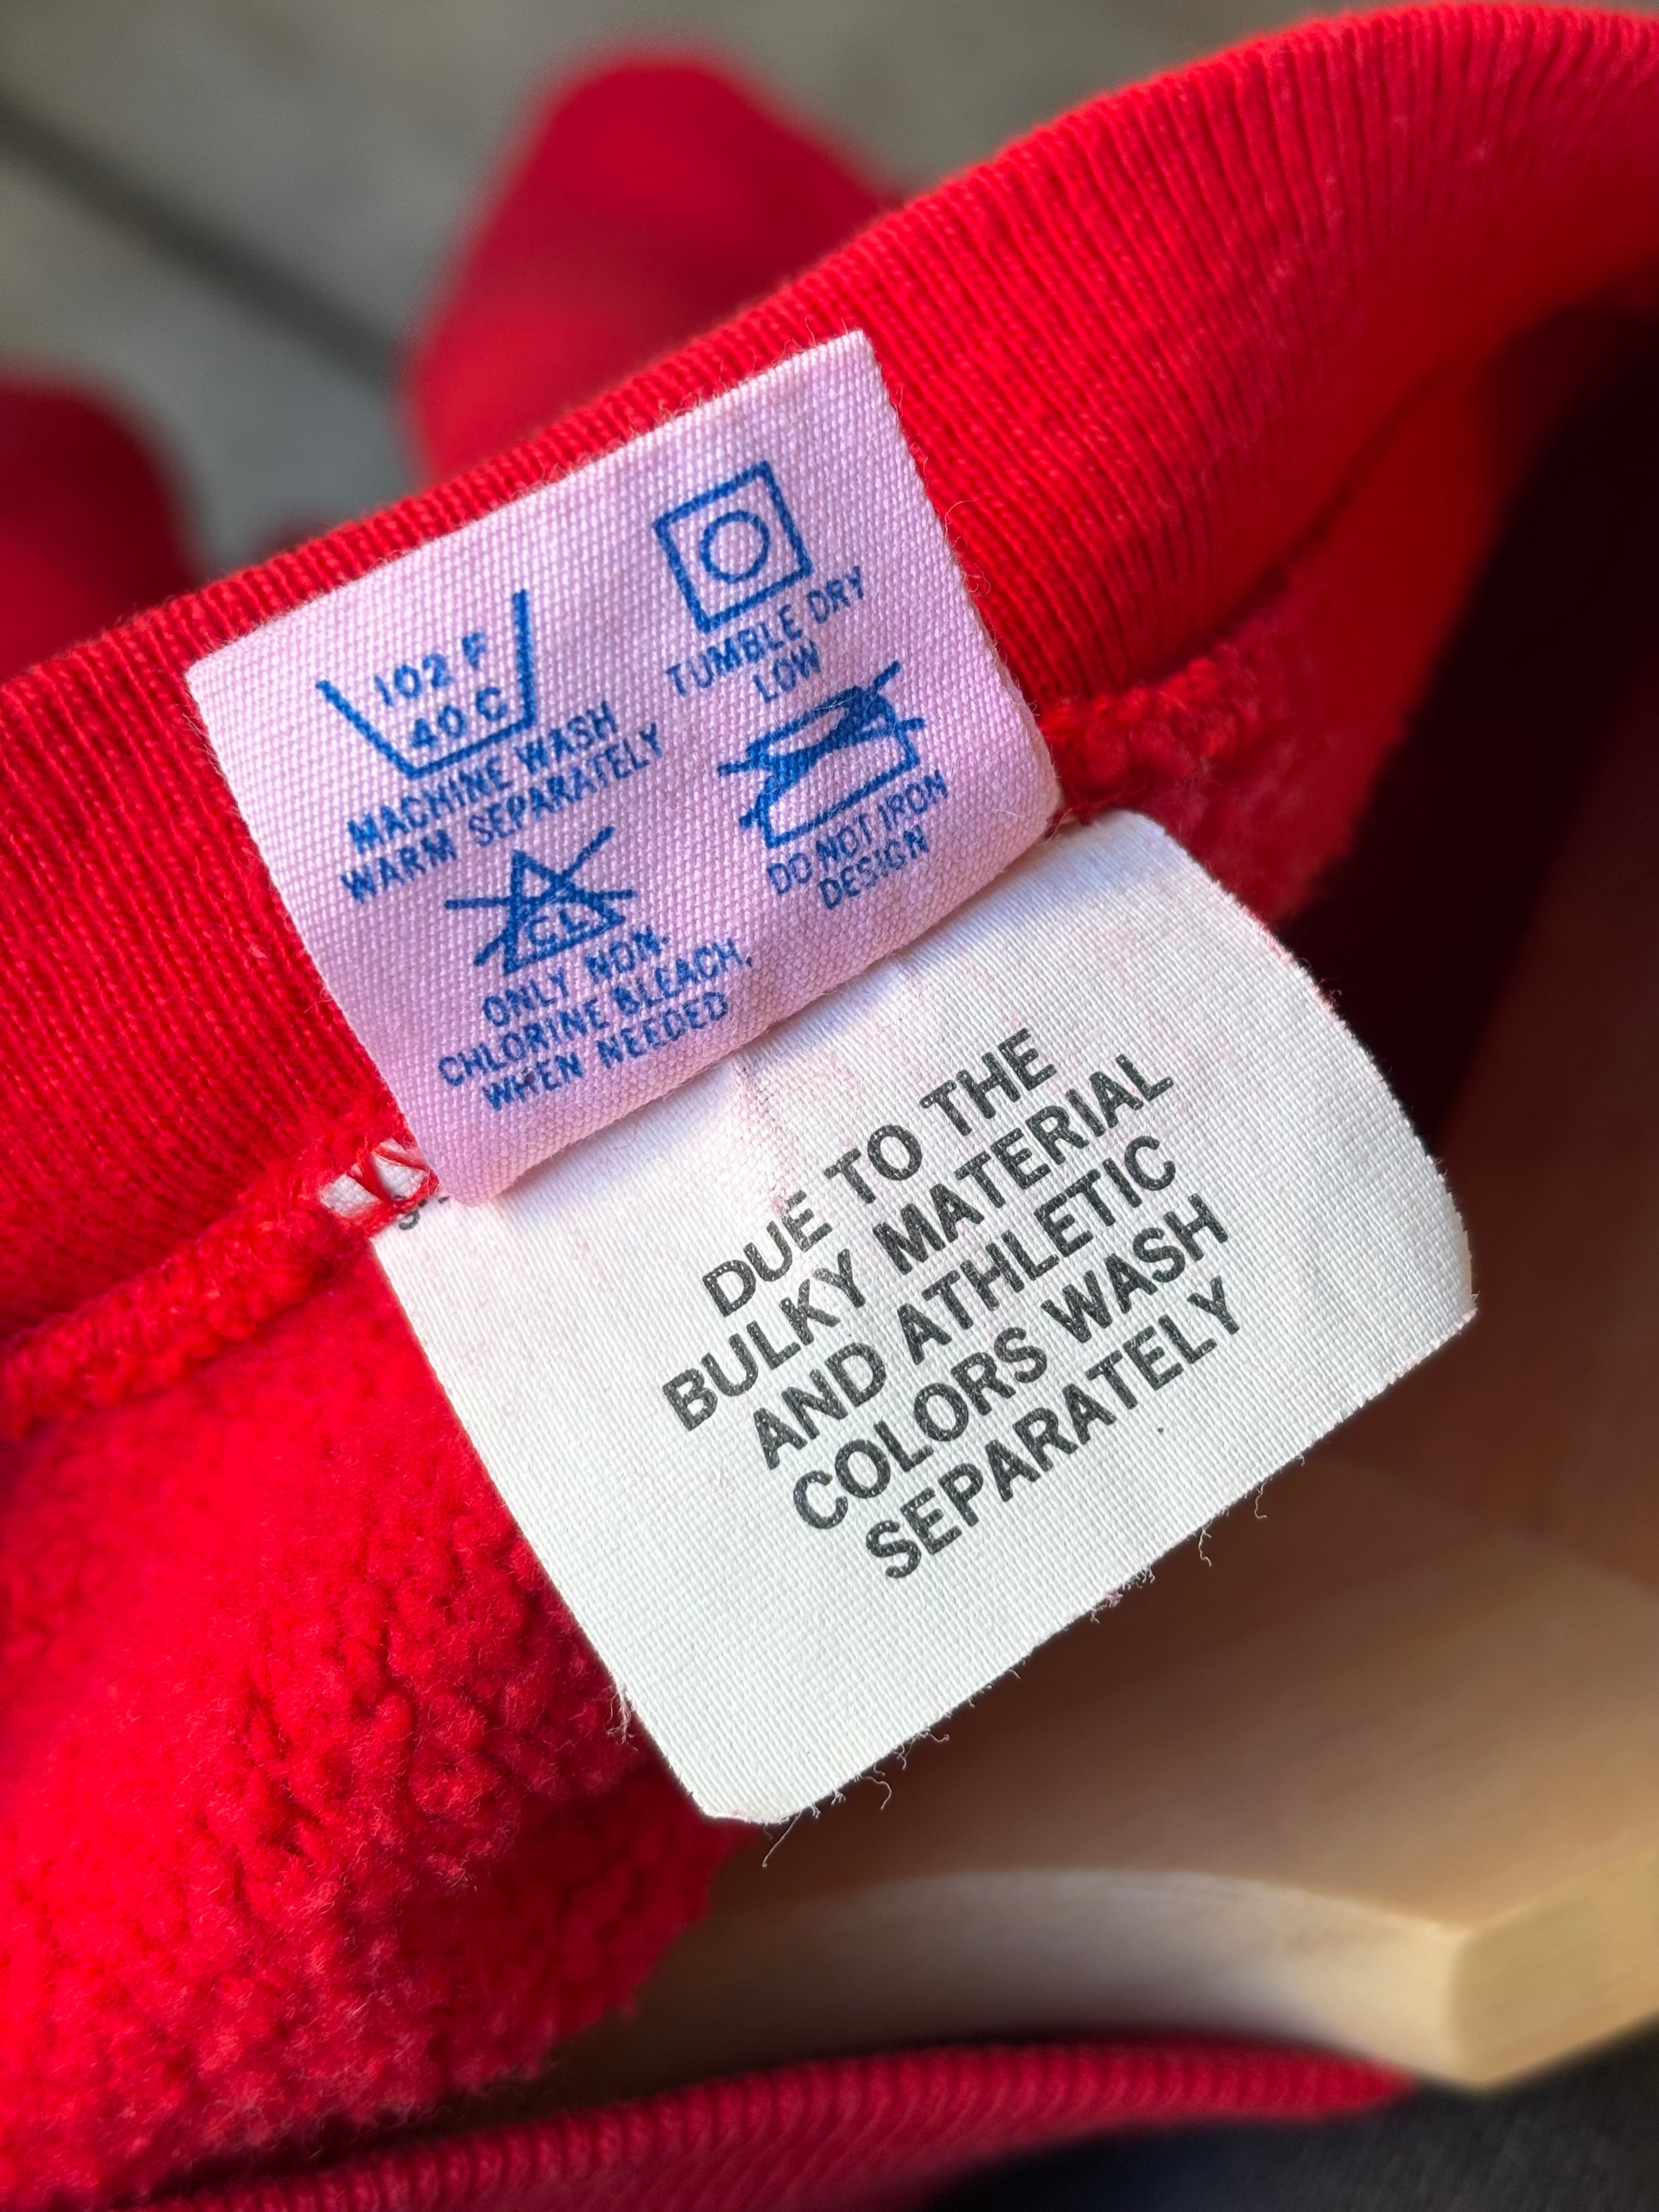 102 F
40 C
MACHINE WASH
WARM SEPARATELY
TUMBLE DRY
LOW
CL
ONLY NON-
CHLORINE BLEACH,
WHEN NEEDED
DO NOT IRON
DESIGN
DUE TO THE
BULKY MATERIAL
AND ATHLETIC
COLORS WASH
SEPARATELY